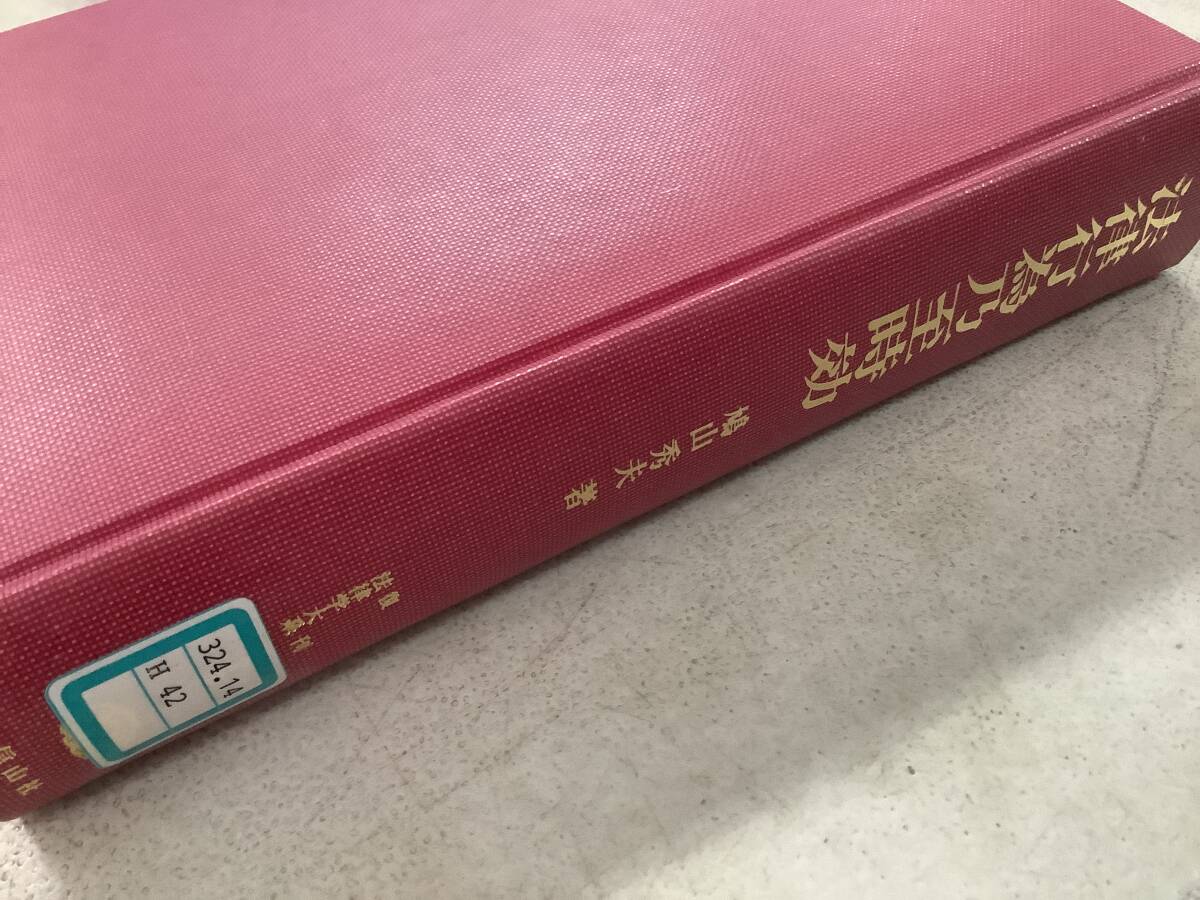 法律行為乃至時効
鳩山秀夫著
復刊
法律学大系
324.14
H 42
信山社